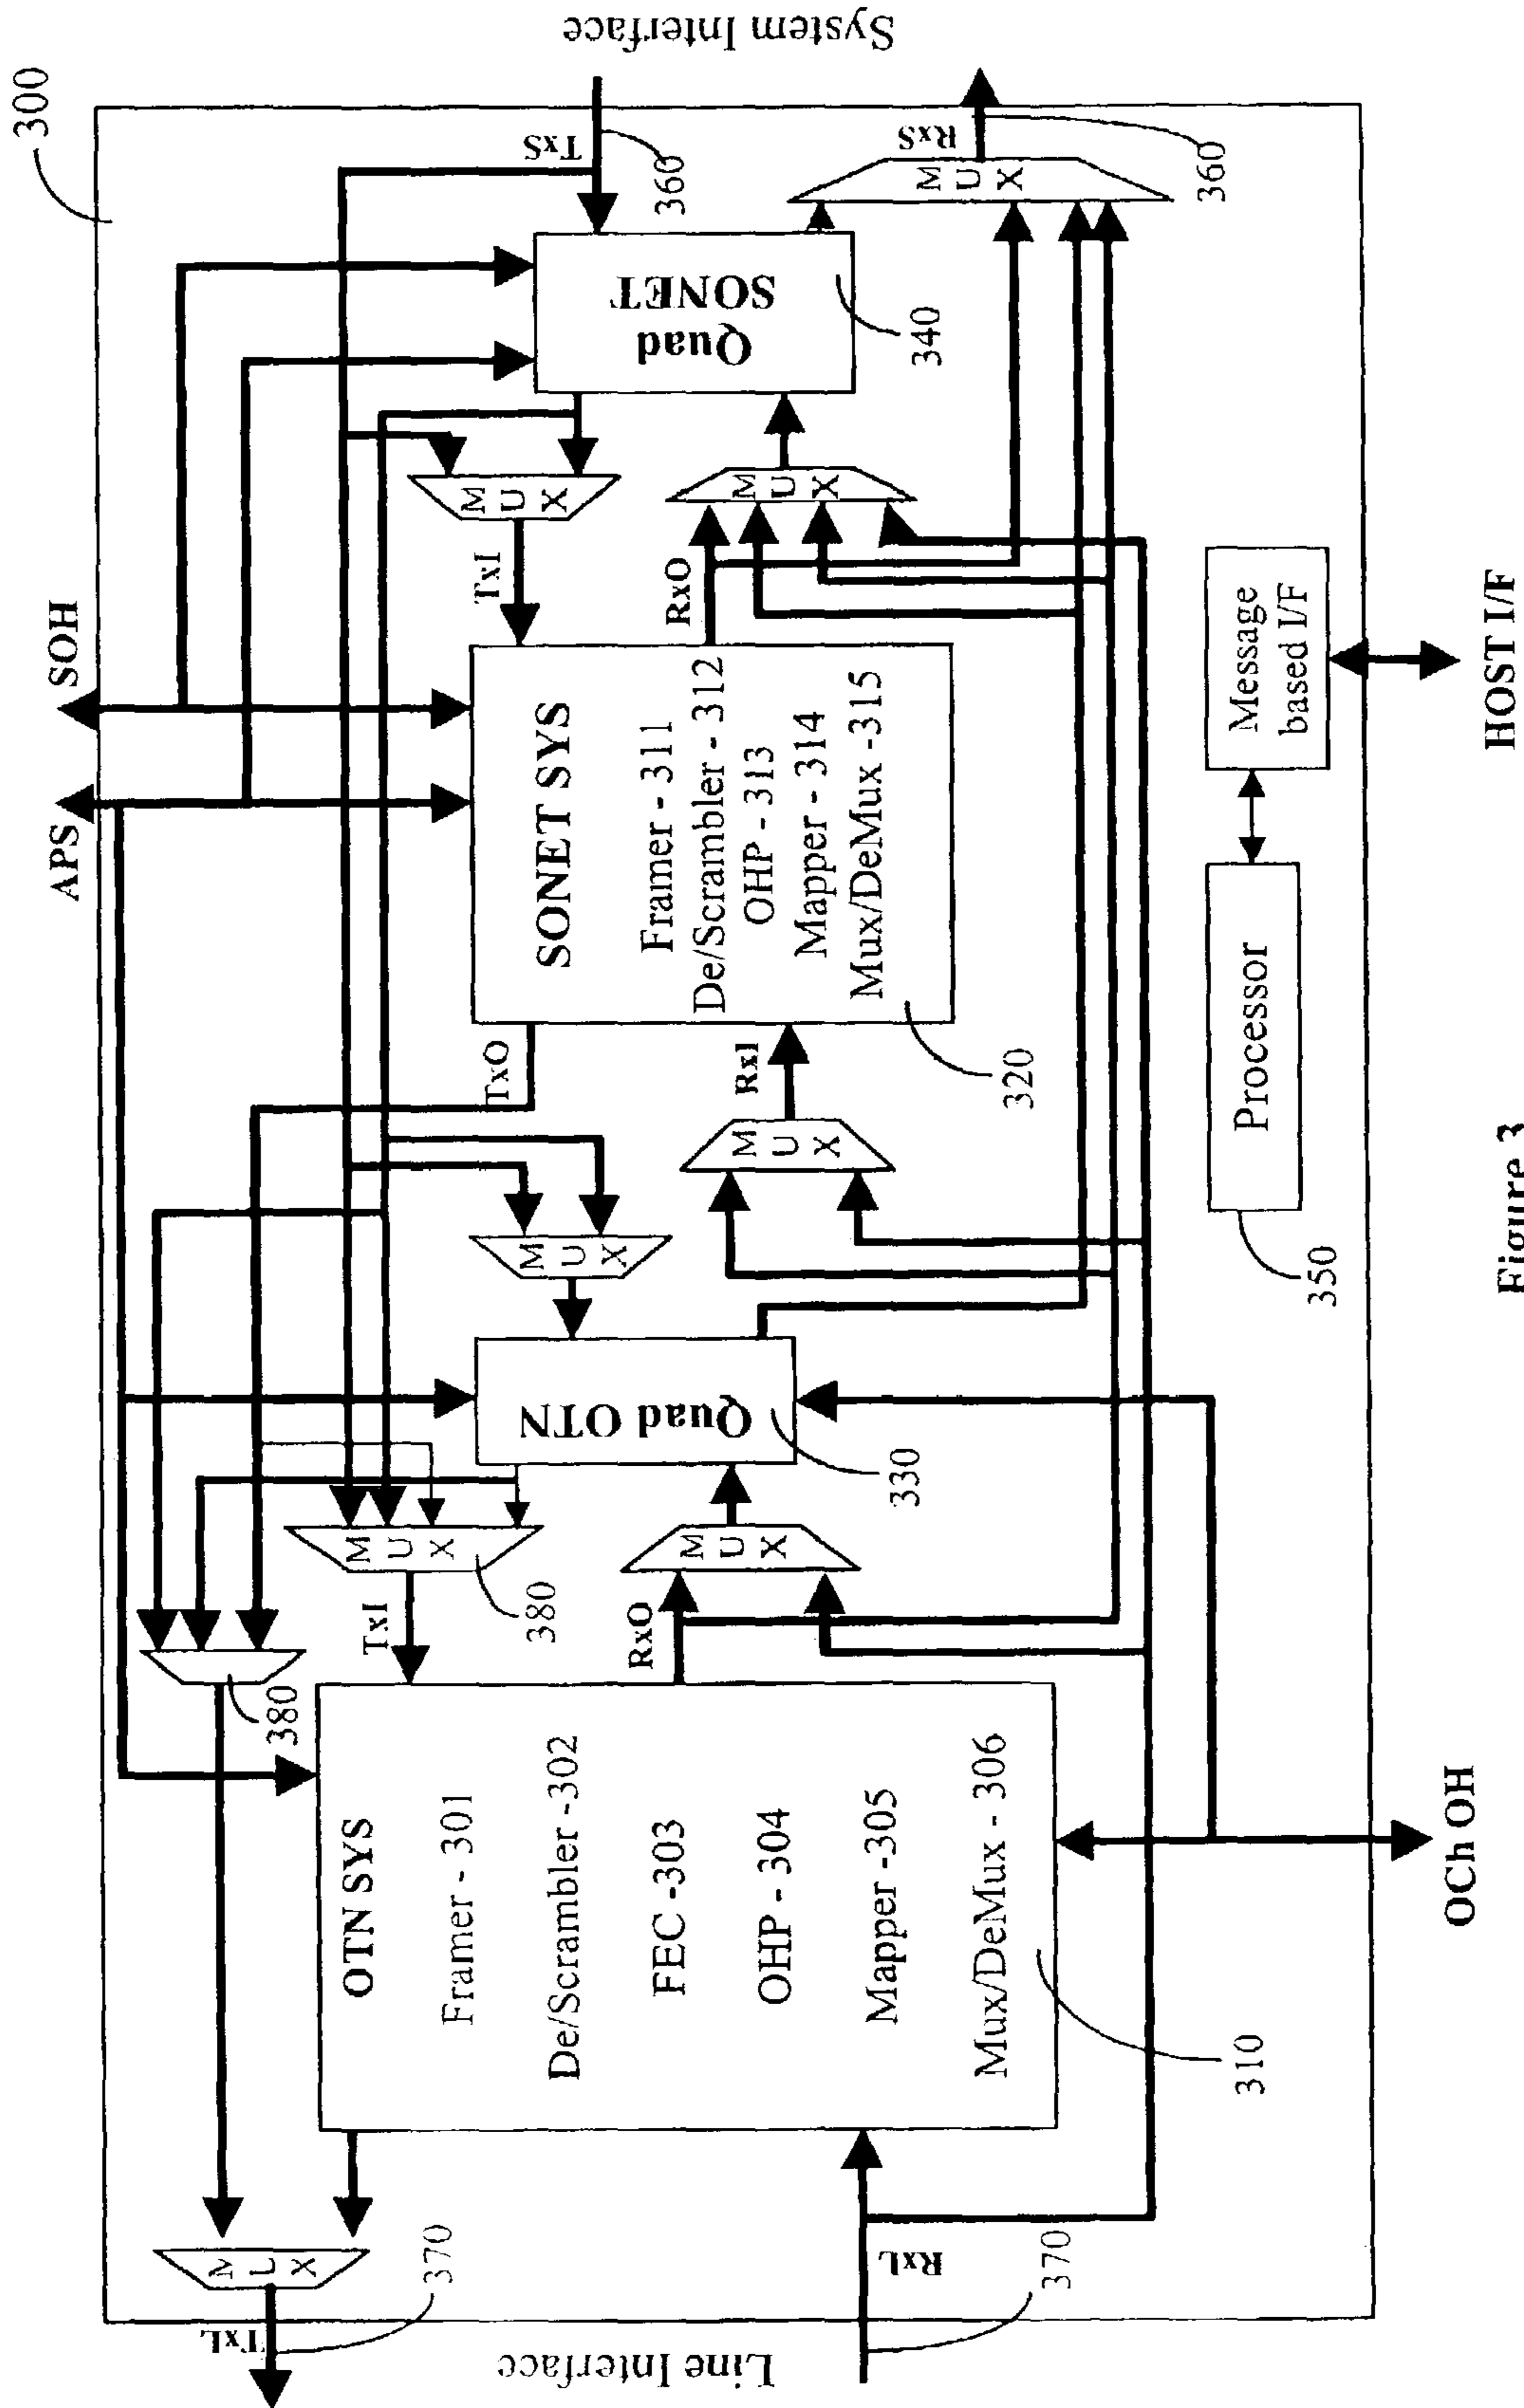 300
APS
SOH
System Interface
TxS
360
RxS
360
MUX
Quad
SONET
340
MUX
MUX
TxI
RxO
SONET SYS
Framer - 311
De/Scrambler - 312
OHP - 313
Mapper - 314
Mux/DeMux -315
320
TxO
RxI
MUX
MUX
Quad OTN
330
MUX
380
MUX
380
TxI
RxO
OTN SYS
Framer - 301
De/Scrambler -302
FEC -303
OHP - 304
Mapper -305
Mux/DeMux - 306
310
MUX
TxL
370
RxL
370
Line Interface
OCh OH
Processor
350
Message
based I/F
HOST I/F
Figure 3